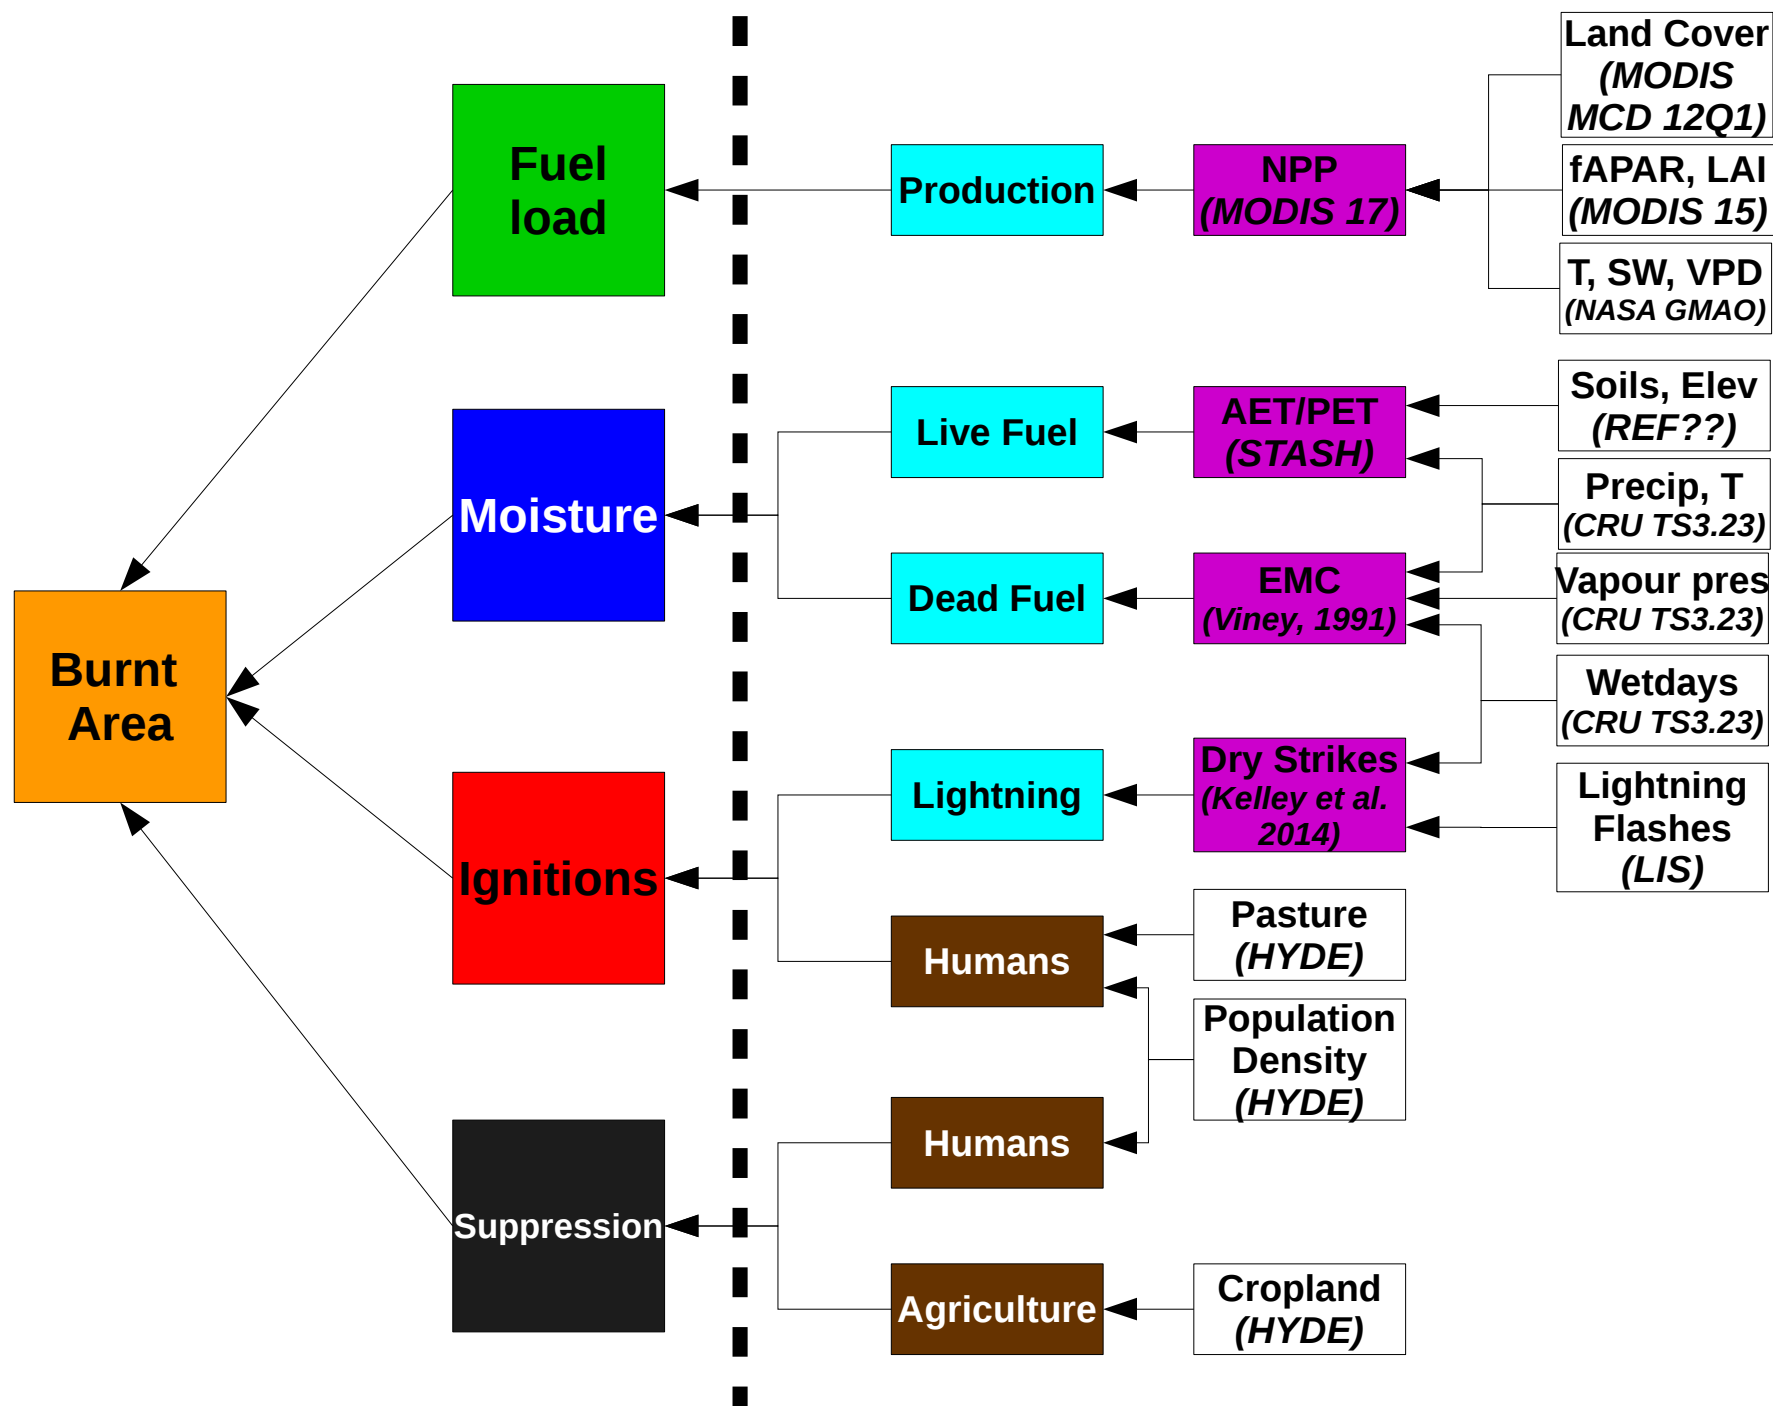 Land Cover
(MODIS
MCD 12Q1)
Fuel
load
Production
NPP
(MODIS 17)
fAPAR, LAI
(MODIS 15)
T, SW, VPD
(NASA GMAO)
Moisture
Live Fuel
AET/PET
(STASH)
Soils, Elev
(REF??)
Precip, T
(CRU TS3.23)
Dead Fuel
EMC
(Viney, 1991)
Vapour pres
(CRU TS3.23)
Burnt
Area
Wetdays
(CRU TS3.23)
Ignitions
Lightning
Dry Strikes
(Kelley et al.
2014)
Lightning
Flashes
(LIS)
Humans
Pasture
(HYDE)
Population
Density
(HYDE)
Suppression
Humans
Agriculture
Cropland
(HYDE)